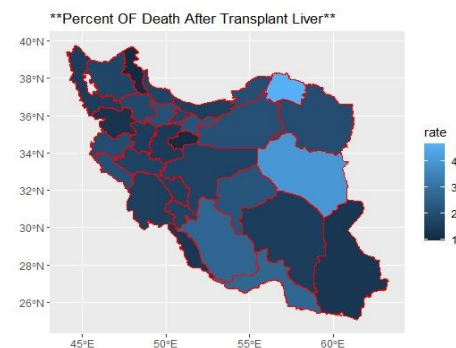 **Percent OF Death After Transplant Liver**
40°N
38°N
36°N
34°N
32°N
30°N
28°N
26°N
45°E
50°E
55°E
60°E
rate
4
3
2
1